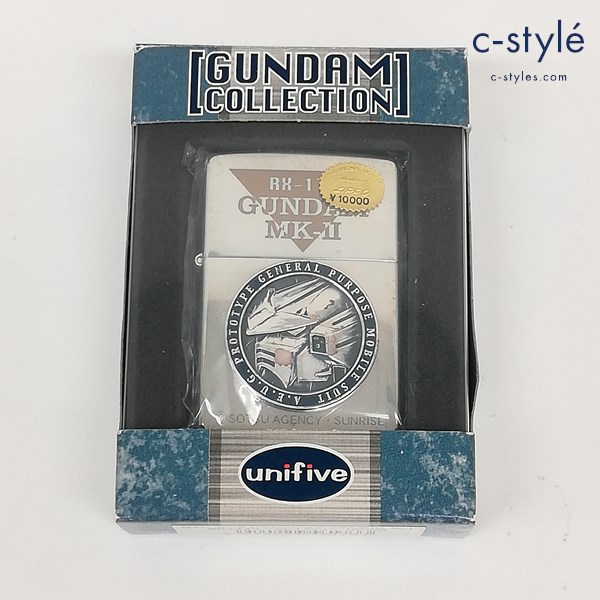 c-stylé
c-styles.com
[GUNDAM]
[COLLECTION]
RX-1
GUNDAM
MK-II
¥10000
PROTOTYPE GENERAL PURPOSE MOBILE SUIT A.E.U.G
©SOTSU AGENCY・SUNRISE
unifive